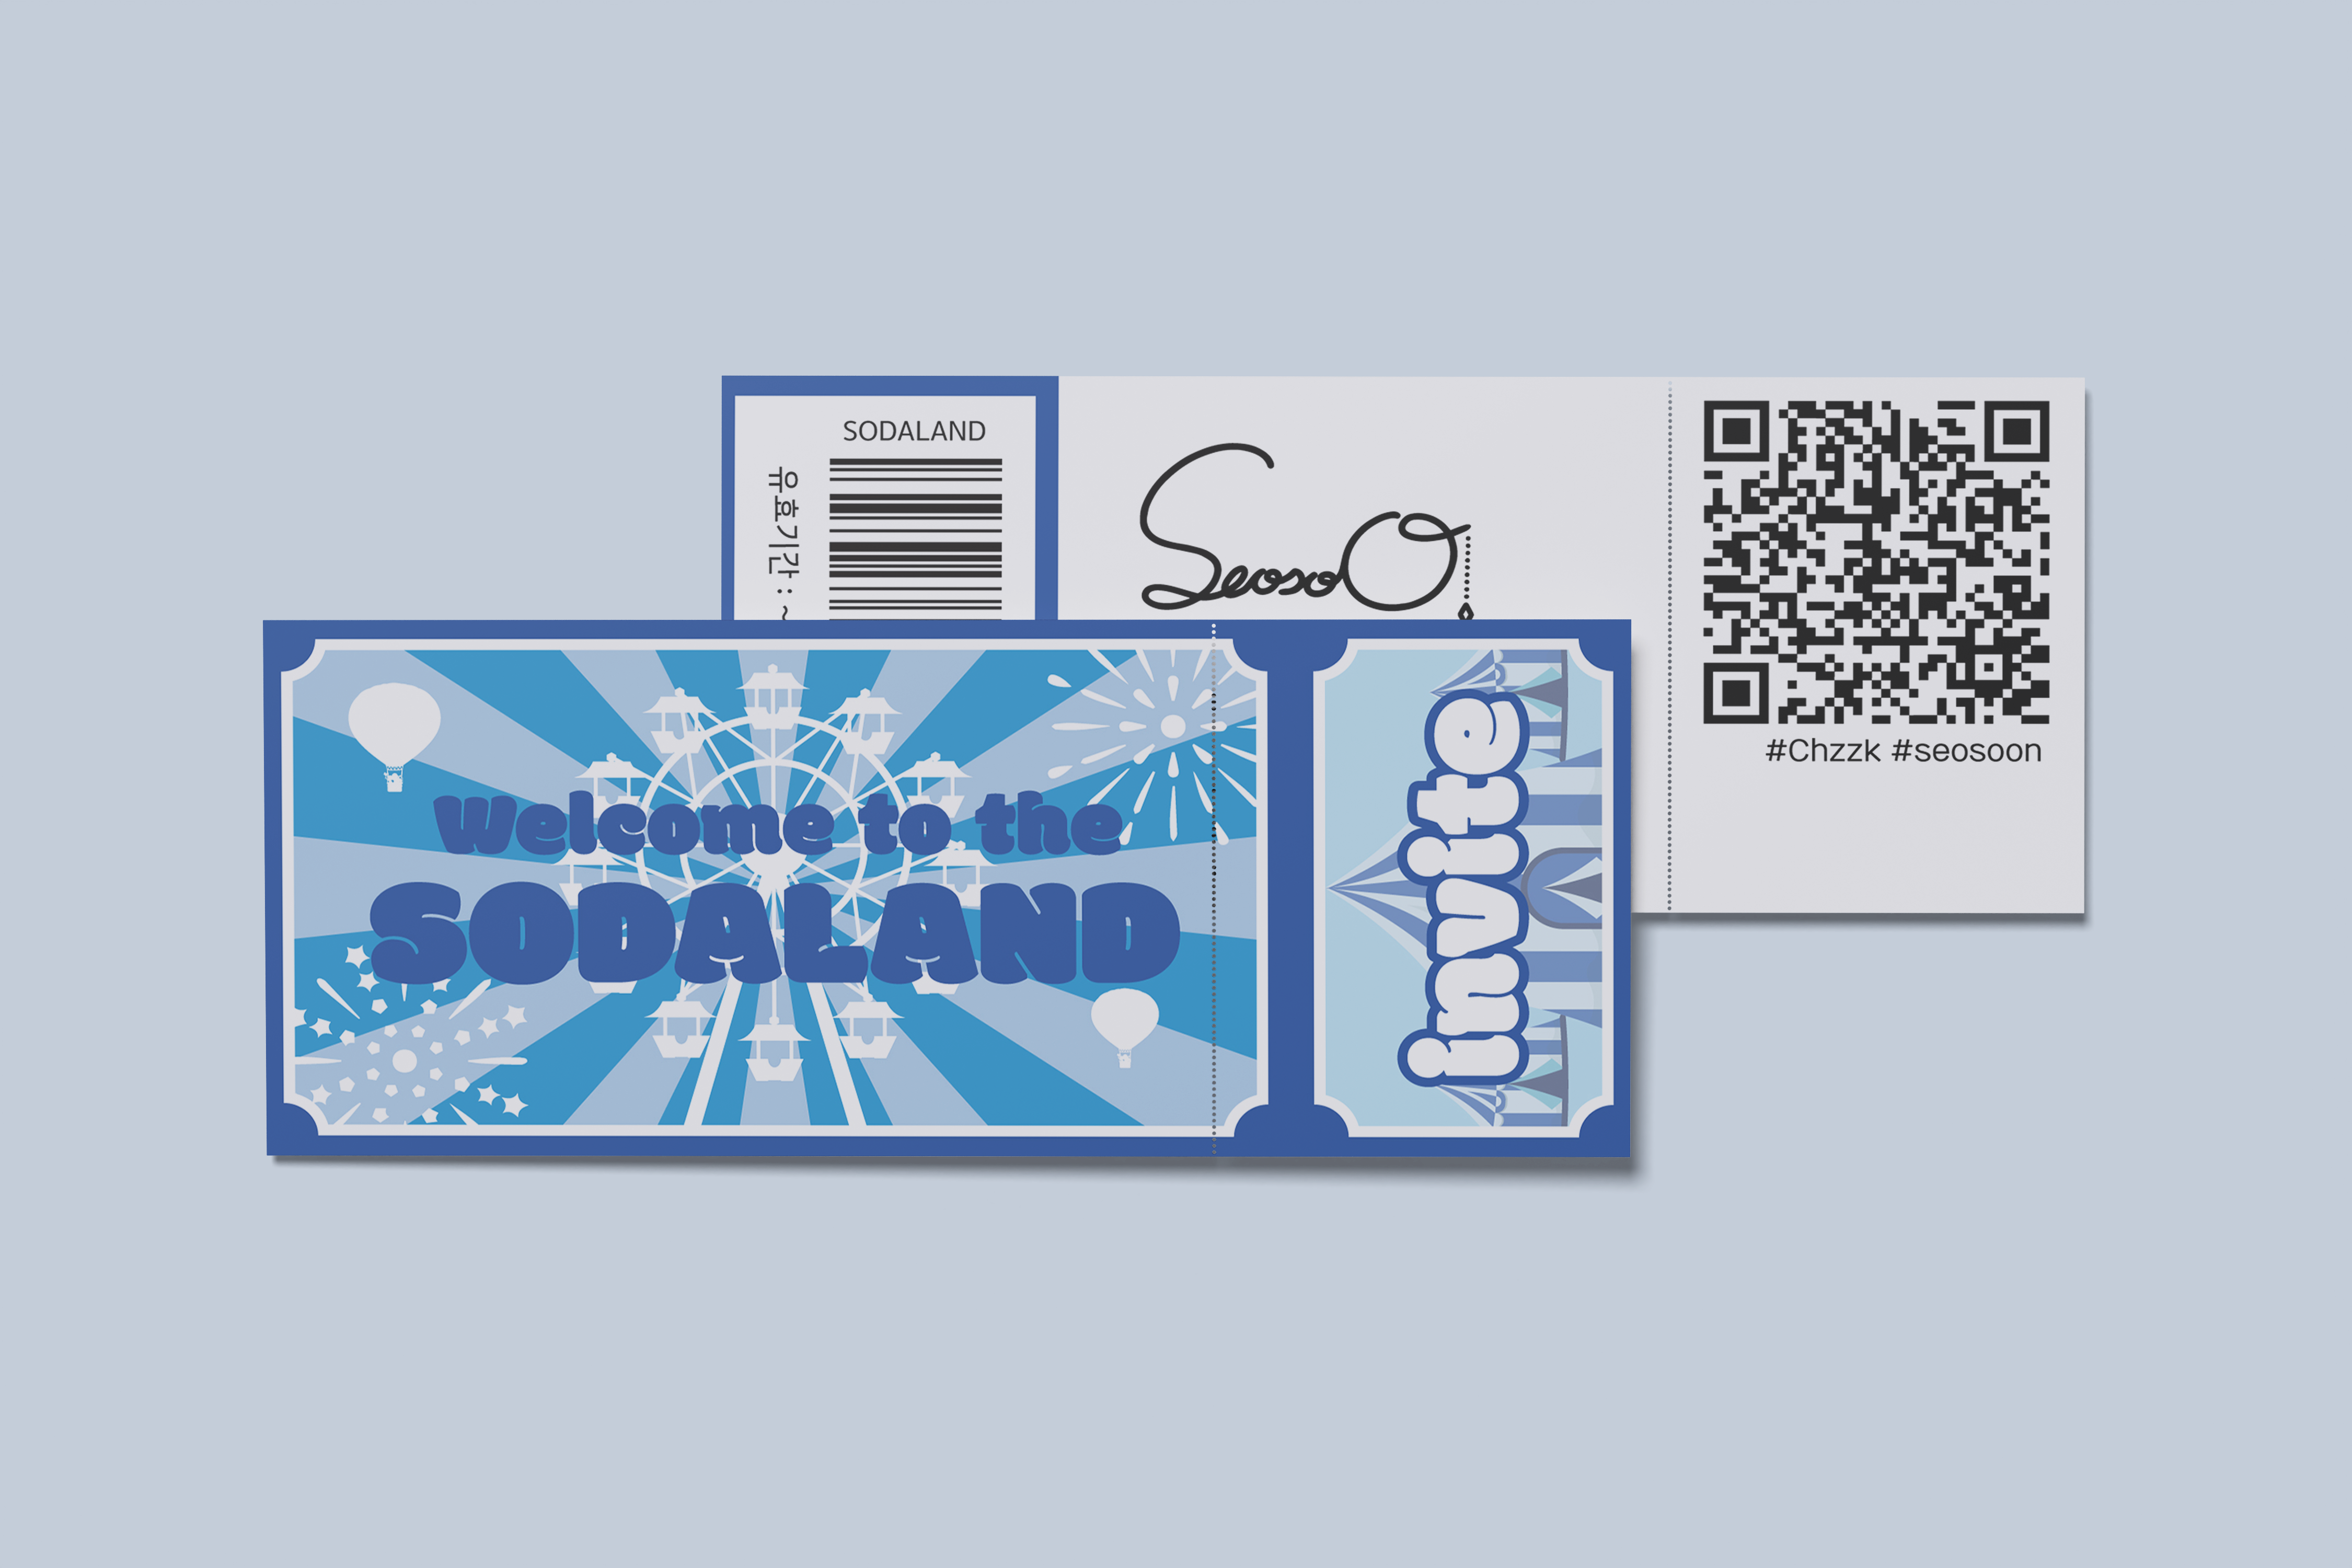 SODALAND
유효기간 : ~
Seosoo
#Chzzk #seosoon
welcome to the
SODALAND
invite